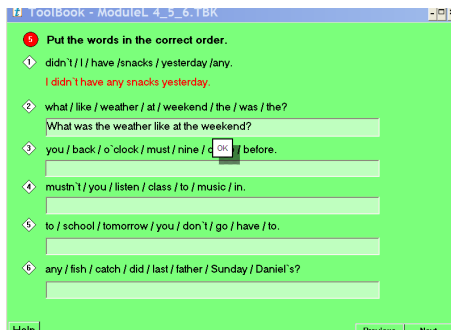 ToolBook - ModuleL 4_5_6.TBK
5 Put the words in the correct order.
1 didn`t / I / have /snacks / yesterday /any.
I didn`t have any snacks yesterday.
2 what / like / weather / at / weekend / the / was / the?
What was the weather like at the weekend?
3 you / back / o`clock / must / nine / / before.
OK
4 mustn`t / you / listen / class / to / music / in.
5 to / school / tomorrow / you / don`t / go / have / to.
6 any / fish / catch / did / last / father / Sunday / Daniel`s?
Help Previous Next